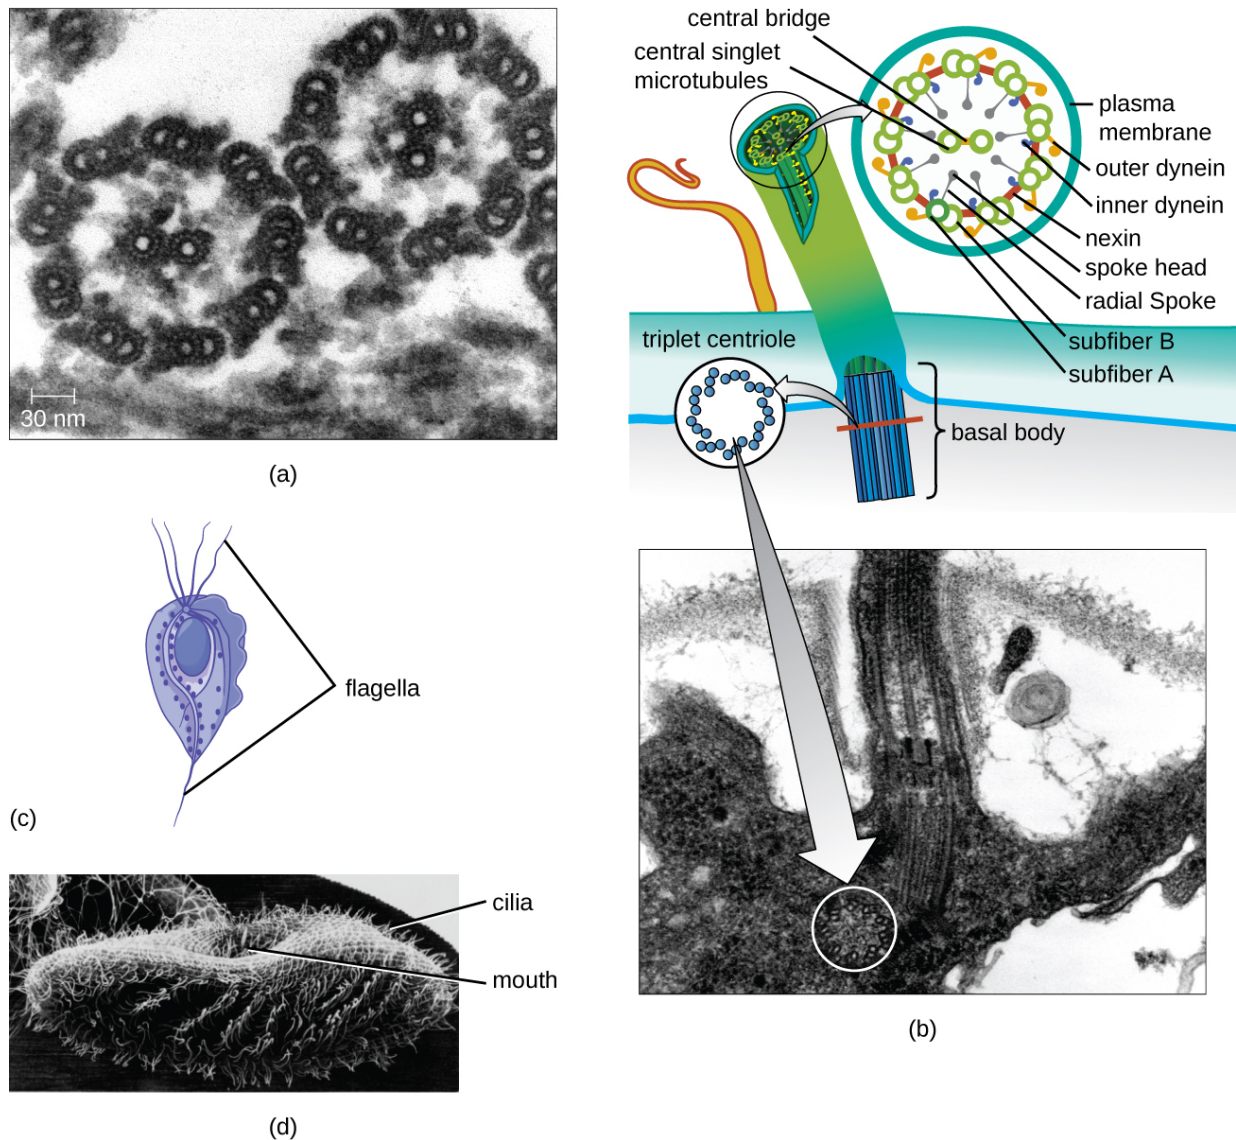 30 nm
(a)
central bridge
central singlet
microtubules
plasma
membrane
outer dynein
inner dynein
nexin
spoke head
radial Spoke
subfiber B
subfiber A
triplet centriole
basal body
(b)
flagella
(c)
cilia
mouth
(d)